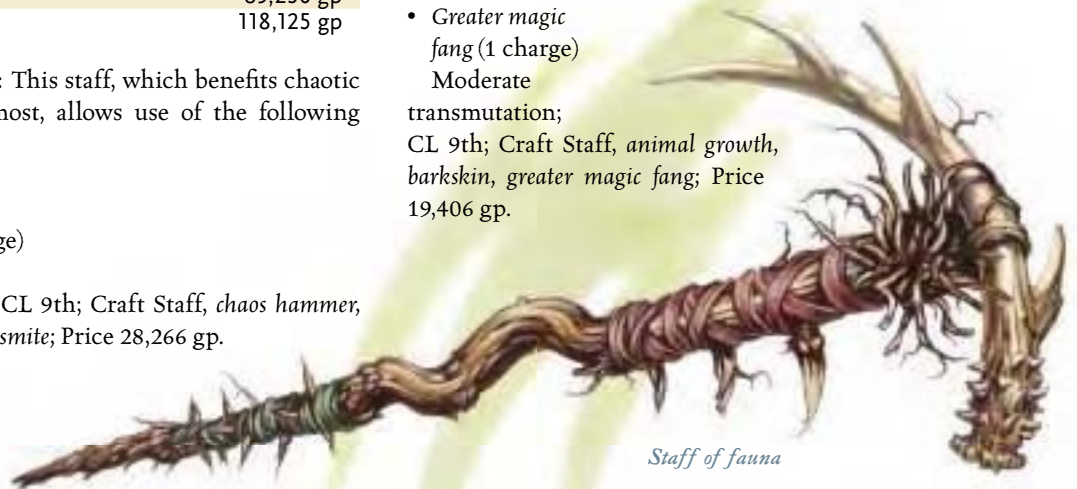 118,125 gp
: This staff, which benefits chaotic
allows use of the following
CL 9th; Craft Staff, chaos hammer,
smite; Price 28,266 gp.
• Greater magic
fang (1 charge)
Moderate
transmutation;
CL 9th; Craft Staff, animal growth,
barkskin, greater magic fang; Price
19,406 gp.
Staff of fauna